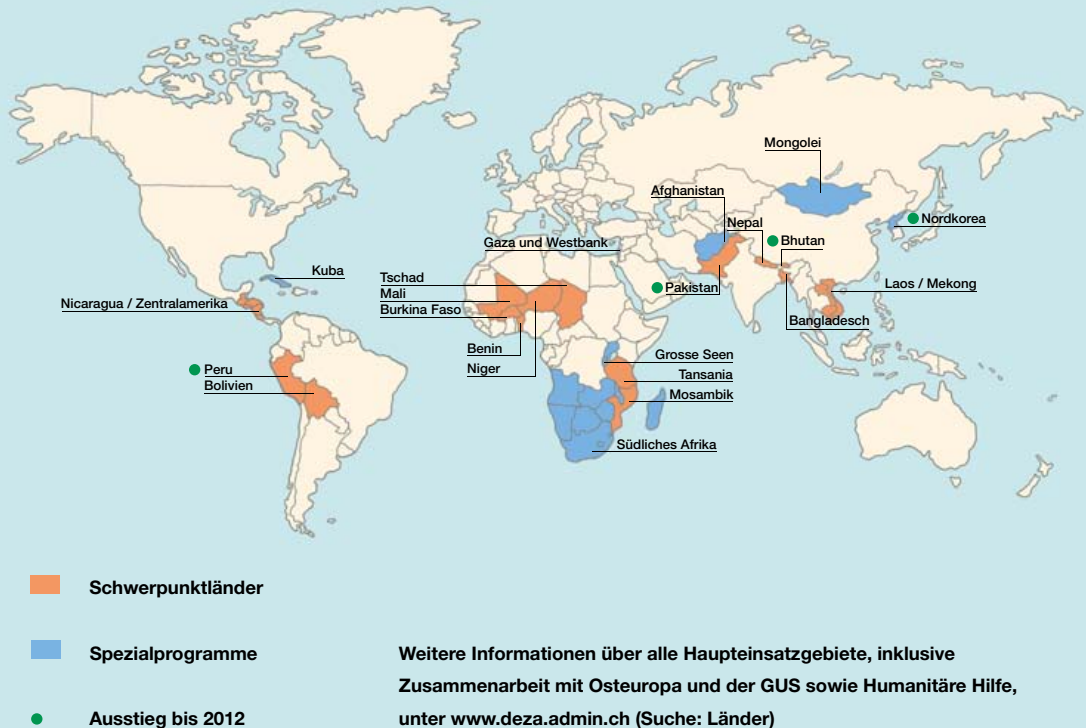 Mongolei
Afghanistan
Nordkorea
Nepal
Bhutan
Gaza und Westbank
Kuba
Tschad
Pakistan
Laos / Mekong
Mali
Nicaragua / Zentralamerika
Burkina Faso
Bangladesch
Benin
Grosse Seen
Peru
Niger
Tansania
Bolivien
Mosambik
Südliches Afrika
Schwerpunktländer
Spezialprogramme
Ausstieg bis 2012
Weitere Informationen über alle Haupteinsatzgebiete, inklusive
Zusammenarbeit mit Osteuropa und der GUS sowie Humanitäre Hilfe,
unter www.deza.admin.ch (Suche: Länder)